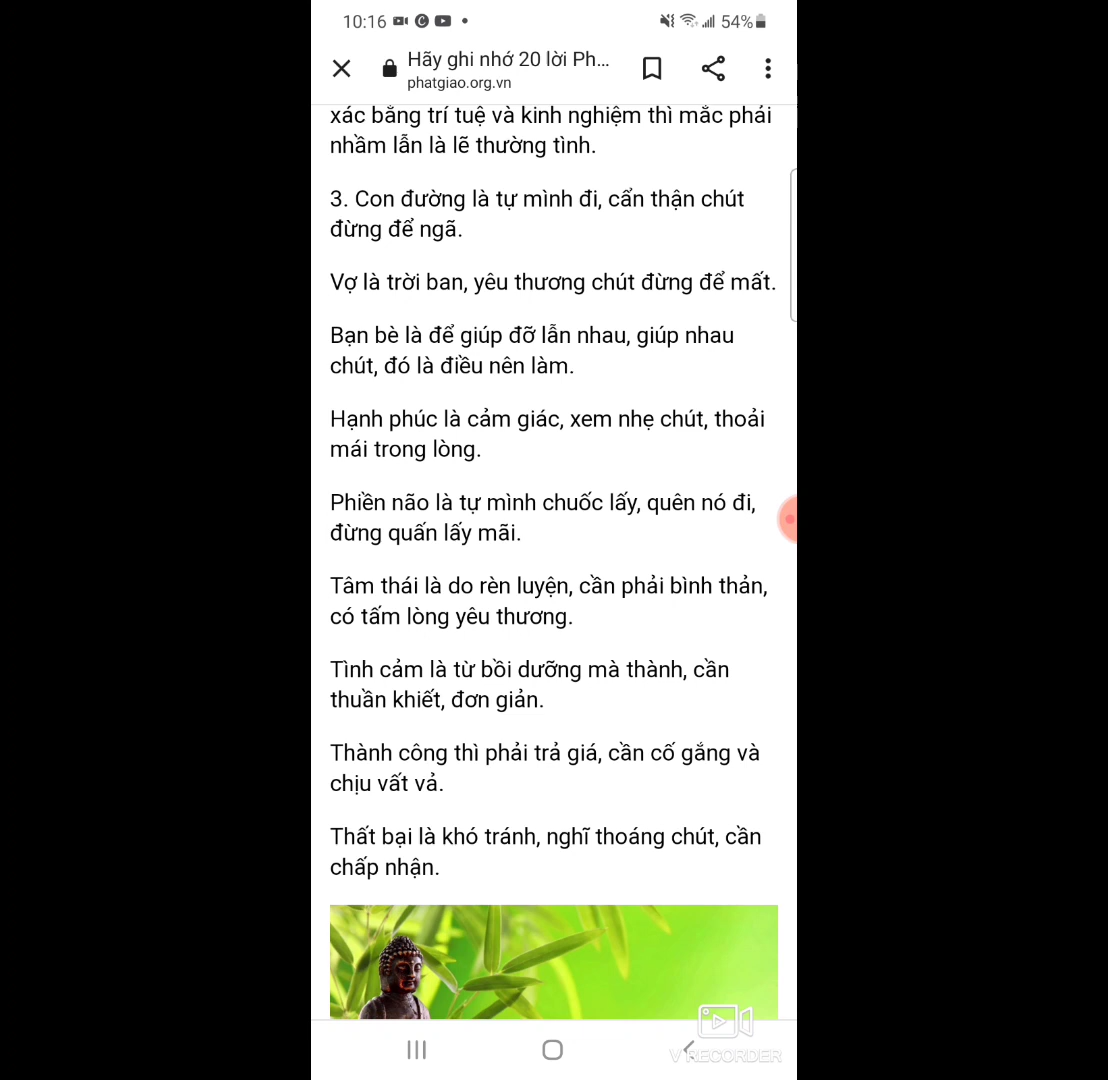 10:16
54%
Hãy ghi nhớ 20 lời Ph...
phatgiao.org.vn
xác bằng trí tuệ và kinh nghiệm thì mắc phải
nhầm lẫn là lẽ thường tình.
3. Con đường là tự mình đi, cẩn thận chút
đừng để ngã.
Vợ là trời ban, yêu thương chút đừng để mất.
Bạn bè là để giúp đỡ lẫn nhau, giúp nhau
chút, đó là điều nên làm.
Hạnh phúc là cảm giác, xem nhẹ chút, thoải
mái trong lòng.
Phiền não là tự mình chuốc lấy, quên nó đi,
đừng quấn lấy mãi.
Tâm thái là do rèn luyện, cần phải bình thản,
có tấm lòng yêu thương.
Tình cảm là từ bồi dưỡng mà thành, cần
thuần khiết, đơn giản.
Thành công thì phải trả giá, cần cố gắng và
chịu vất vả.
Thất bại là khó tránh, nghĩ thoáng chút, cần
chấp nhận.
V RECORDER